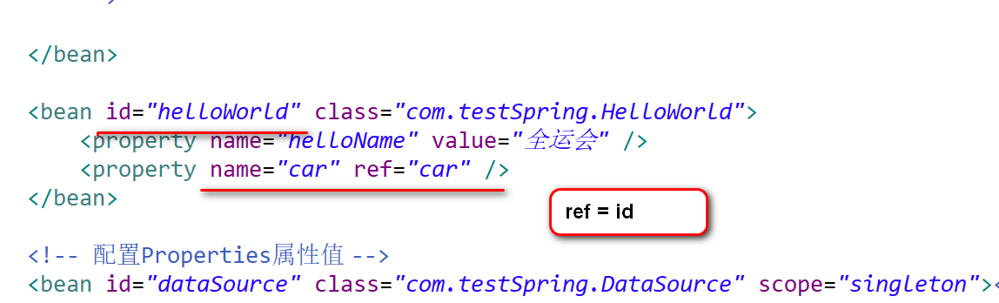 </bean>
<bean id="helloWorld" class="com.testSpring.HelloWorld">
<property name="helloName" value="全运会" />
<property name="car" ref="car" />
</bean>
ref = id
<!-- 配置Properties属性值 -->
<bean id="dataSource" class="com.testSpring.DataSource" scope="singleton"><